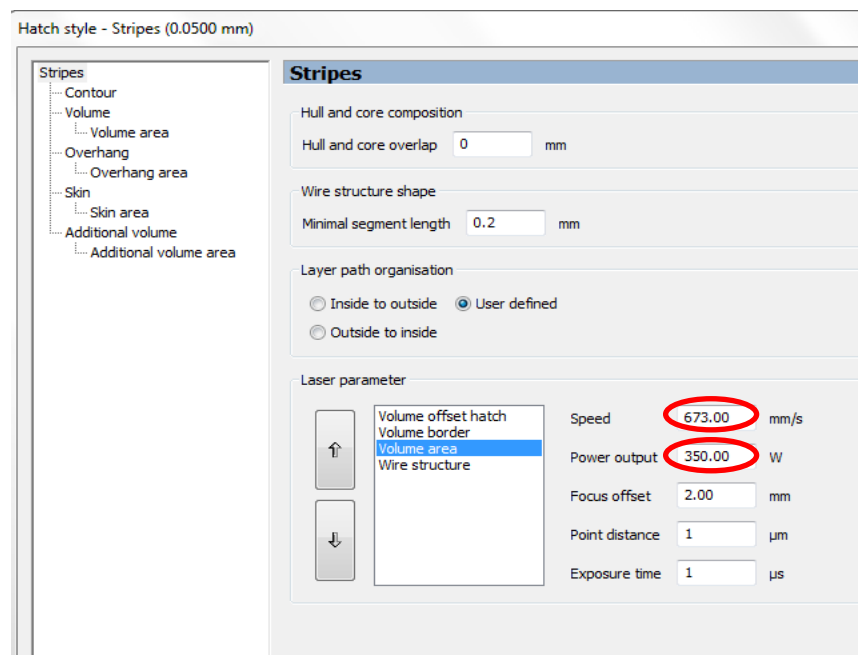 Hatch style - Stripes (0.0500 mm)
Stripes
Contour
Volume
Volume area
Overhang
Overhang area
Skin
Skin area
Additional volume
Additional volume area
Stripes
Hull and core composition
Hull and core overlap 0 mm
Wire structure shape
Minimal segment length 0.2 mm
Layer path organisation
Inside to outside User defined
Outside to inside
Laser parameter
Volume offset hatch
Volume border
Volume area
Wire structure
Speed 673.00 mm/s
Power output 350.00 W
Focus offset 2.00 mm
Point distance 1 µm
Exposure time 1 µs